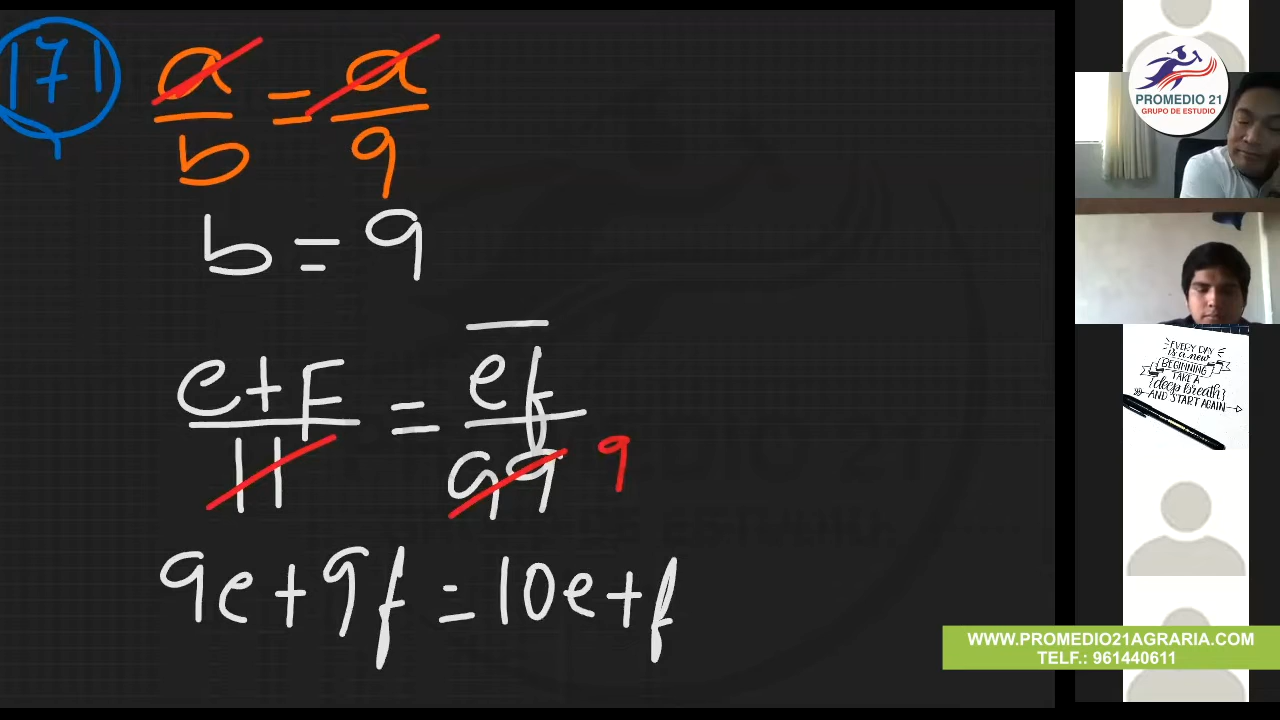 171
a/b = a/9
b = 9
e+F/11 = ef/99 9
9e+9f=10e+f
PROMEDIO 21
GRUPO DE ESTUDIO
EVERY DAY
is a new
BEGINNING
TAKE A
deep breath
AND START AGAIN
WWW.PROMEDIO21AGRARIA.COM
TELF.: 961440611